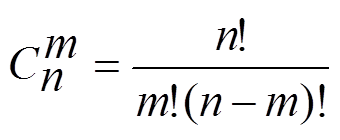 C_n^m = n! / m!(n − m)!